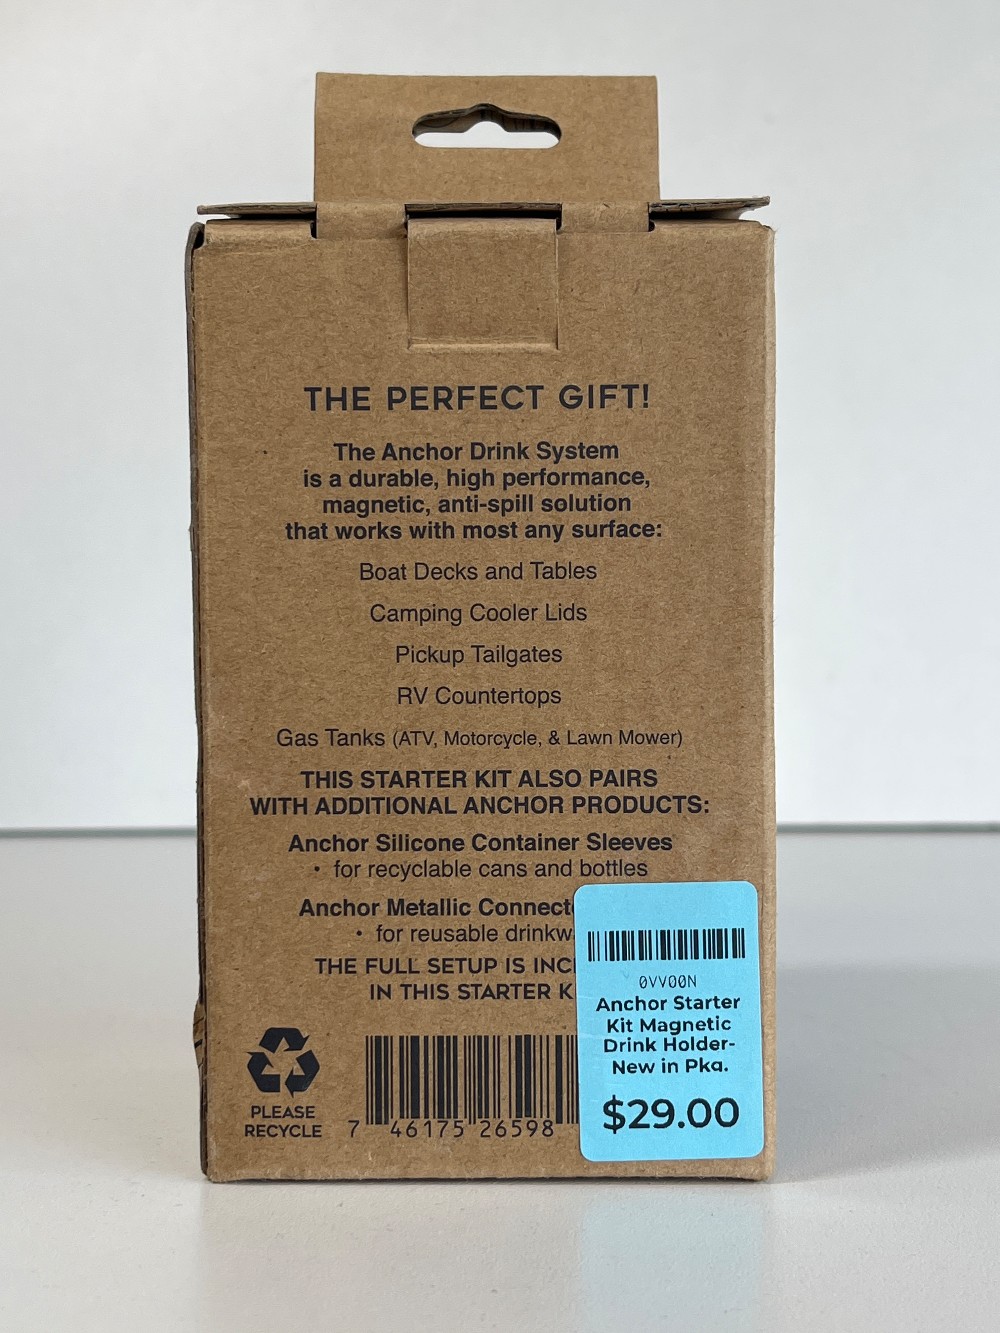 THE PERFECT GIFT!
The Anchor Drink System
is a durable, high performance,
magnetic, anti-spill solution
that works with most any surface:
Boat Decks and Tables
Camping Cooler Lids
Pickup Tailgates
RV Countertops
Gas Tanks (ATV, Motorcycle, & Lawn Mower)
THIS STARTER KIT ALSO PAIRS
WITH ADDITIONAL ANCHOR PRODUCTS:
Anchor Silicone Container Sleeves
• for recyclable cans and bottles
Anchor Metallic
• for reusable
THE FULL SETUP IS
IN THIS STARTER
PLEASE
RECYCLE
7 46175 26598
0VV00N
Anchor Starter
Kit Magnetic
Drink Holder-
New in Pkg.
$29.00